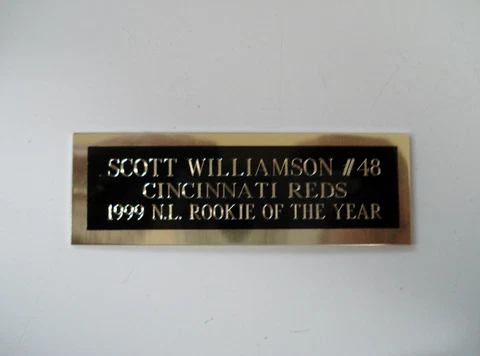 SCOTT WILLIAMSON #48
CINCINNATI REDS
1999 N.L. ROOKIE OF THE YEAR